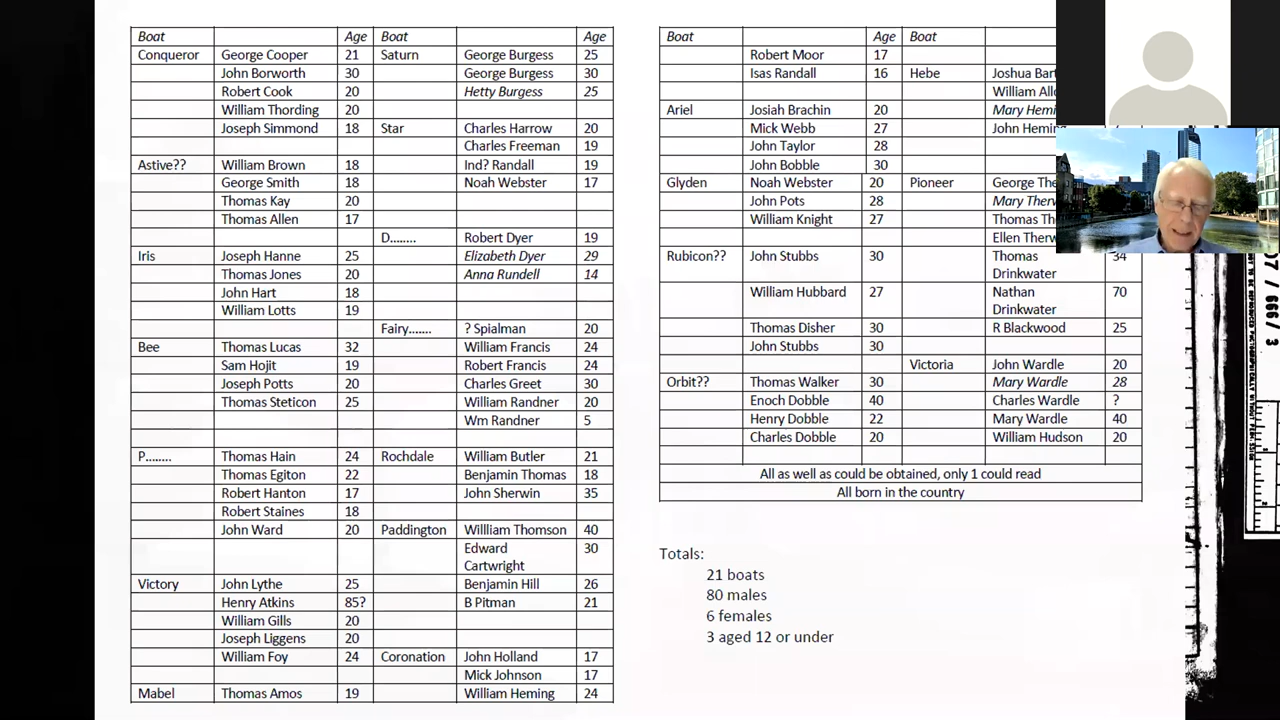 Boat Age Boat Age
Conqueror George Cooper 21 Saturn George Burgess 25
John Borworth 30 George Burgess 30
Robert Cook 20 Hetty Burgess 25
William Thording 20
Joseph Simmond 18 Star Charles Harrow 20
Charles Freeman 19
Astive?? William Brown 18 Ind? Randall 19
George Smith 18 Noah Webster 17
Thomas Kay 20
Thomas Allen 17
D........ Robert Dyer 19
Iris Joseph Hanne 25 Elizabeth Dyer 29
Thomas Jones 20 Anna Rundell 14
John Hart 18
William Lotts 19
Fairy....... ? Spialman 20
Bee Thomas Lucas 32 William Francis 24
Sam Hojit 19 Robert Francis 24
Joseph Potts 20 Charles Greet 30
Thomas Steticon 25 William Randner 20
Wm Randner 5
P........ Thomas Hain 24 Rochdale William Butler 21
Thomas Egiton 22 Benjamin Thomas 18
Robert Hanton 17 John Sherwin 35
Robert Staines 18
John Ward 20 Paddington Willliam Thomson 40
Edward 30
Cartwright
Victory John Lythe 25 Benjamin Hill 26
Henry Atkins 85? B Pitman 21
William Gills 20
Joseph Liggens 20
William Foy 24 Coronation John Holland 17
Mick Johnson 17
Mabel Thomas Amos 19 William Heming 24
Boat Age Boat
Robert Moor 17
Isas Randall 16 Hebe Joshua
William
Ariel Josiah Brachin 20 Mary
Mick Webb 27 John
John Taylor 28
John Bobble 30
Glyden Noah Webster 20 Pioneer George
John Pots 28 Mary
William Knight 27 Thomas
Ellen
Rubicon?? John Stubbs 30 Thomas 34
Drinkwater
William Hubbard 27 Nathan 70
Drinkwater
Thomas Disher 30 R Blackwood 25
John Stubbs 30
Victoria John Wardle 20
Orbit?? Thomas Walker 30 Mary Wardle 28
Enoch Dobble 40 Charles Wardle ?
Henry Dobble 22 Mary Wardle 40
Charles Dobble 20 William Hudson 20
All as well as could be obtained, only 1 could read
All born in the country
Totals:
21 boats
80 males
6 females
3 aged 12 or under